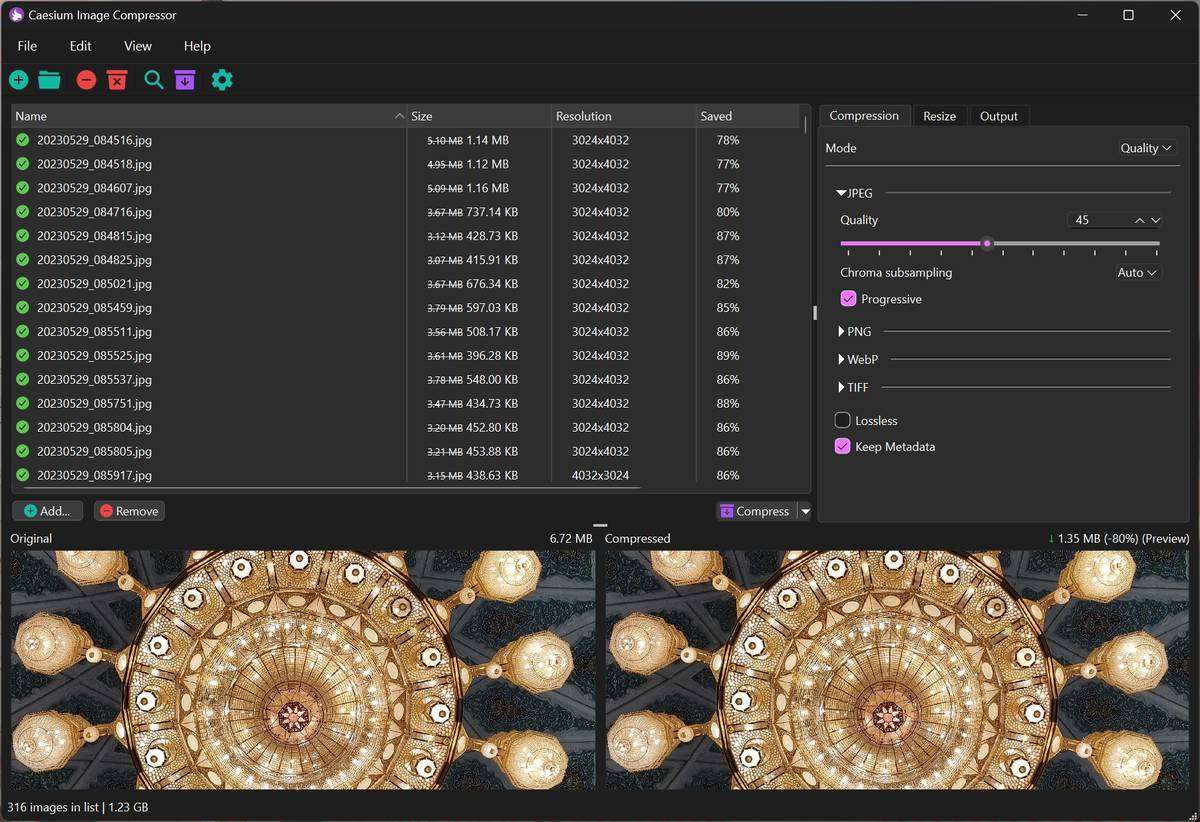 Caesium Image Compressor
File Edit View Help
Name Size Resolution Saved
20230529_084516.jpg 5.10 MB 1.14 MB 3024x4032 78%
20230529_084518.jpg 4.95 MB 1.12 MB 3024x4032 77%
20230529_084607.jpg 5.09 MB 1.16 MB 3024x4032 77%
20230529_084716.jpg 3.67 MB 737.14 KB 3024x4032 80%
20230529_084815.jpg 3.12 MB 428.73 KB 3024x4032 87%
20230529_084825.jpg 3.07 MB 415.91 KB 3024x4032 87%
20230529_085021.jpg 3.67 MB 676.34 KB 3024x4032 82%
20230529_085459.jpg 3.79 MB 597.03 KB 3024x4032 85%
20230529_085511.jpg 3.56 MB 508.17 KB 3024x4032 86%
20230529_085525.jpg 3.61 MB 396.28 KB 3024x4032 89%
20230529_085537.jpg 3.78 MB 548.00 KB 3024x4032 86%
20230529_085751.jpg 3.47 MB 434.73 KB 3024x4032 88%
20230529_085804.jpg 3.20 MB 452.80 KB 3024x4032 86%
20230529_085805.jpg 3.21 MB 453.88 KB 3024x4032 86%
20230529_085917.jpg 3.15 MB 438.63 KB 4032x3024 86%
Add... Remove Compress
Compression Resize Output
Mode Quality
JPEG
Quality 45
Chroma subsampling Auto
Progressive
PNG
WebP
TIFF
Lossless
Keep Metadata
Original 6.72 MB
Compressed ↓ 1.35 MB (-80%) (Preview)
316 images in list | 1.23 GB